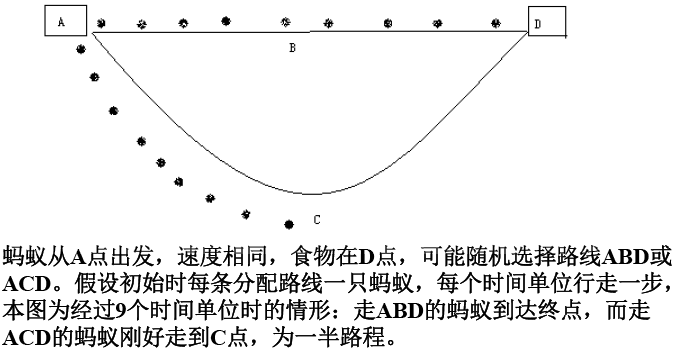 A
D
B
C
蚂蚁从A点出发，速度相同，食物在D点，可能随机选择路线ABD或
ACD。假设初始时每条分配路线一只蚂蚁，每个时间单位行走一步，
本图为经过9个时间单位时的情形：走ABD的蚂蚁到达终点，而走
ACD的蚂蚁刚好走到C点，为一半路程。